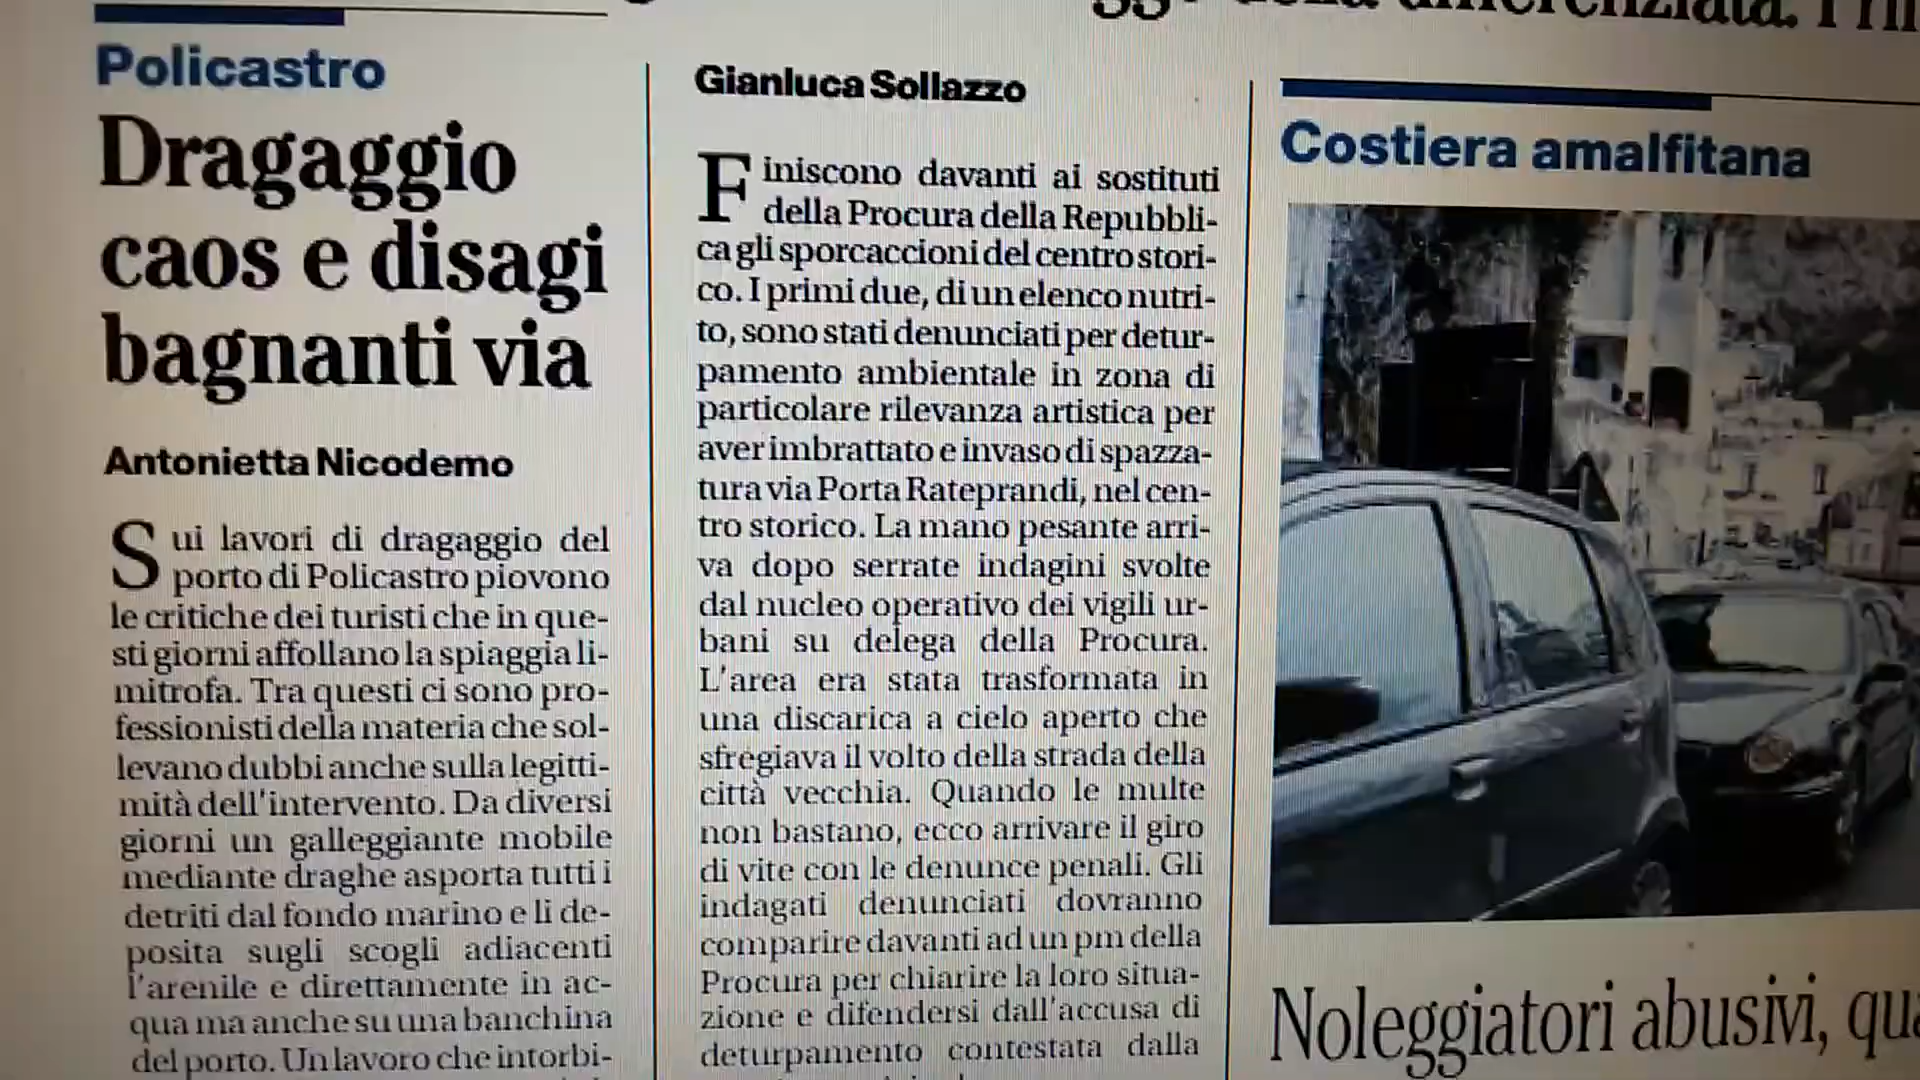 della differenziata. I
Policastro
Dragaggio
caos e disagi
bagnanti via
Antonietta Nicodemo
Sui lavori di dragaggio del
porto di Policastro piovono
le critiche dei turisti che in que-
sti giorni affollano la spiaggia li-
mitrofa. Tra questi ci sono pro-
fessionisti della materia che sol-
levano dubbi anche sulla legitti-
mità dell'intervento. Da diversi
giorni un galleggiante mobile
mediante draghe asporta tutti i
detriti dal fondo marino e li de-
posita sugli scogli adiacenti
l'arenile e direttamente in ac-
qua ma anche su una banchina
del porto. Un lavoro che intorbi-
Gianluca Sollazzo
Finiscono davanti ai sostituti
della Procura della Repubbli-
ca gli sporcaccioni del centro stori-
co. I primi due, di un elenco nutri-
to, sono stati denunciati per detur-
pamento ambientale in zona di
particolare rilevanza artistica per
aver imbrattato e invaso di spazza-
tura via Porta Rateprandi, nel cen-
tro storico. La mano pesante arri-
va dopo serrate indagini svolte
dal nucleo operativo dei vigili ur-
bani su delega della Procura.
L'area era stata trasformata in
una discarica a cielo aperto che
sfregiava il volto della strada della
città vecchia. Quando le multe
non bastano, ecco arrivare il giro
di vite con le denunce penali. Gli
indagati denunciati dovranno
comparire davanti ad un pm della
Procura per chiarire la loro situa-
zione e difendersi dall'accusa di
deturpamento contestata dalla
Costiera amalfitana
Noleggiatori abusivi,